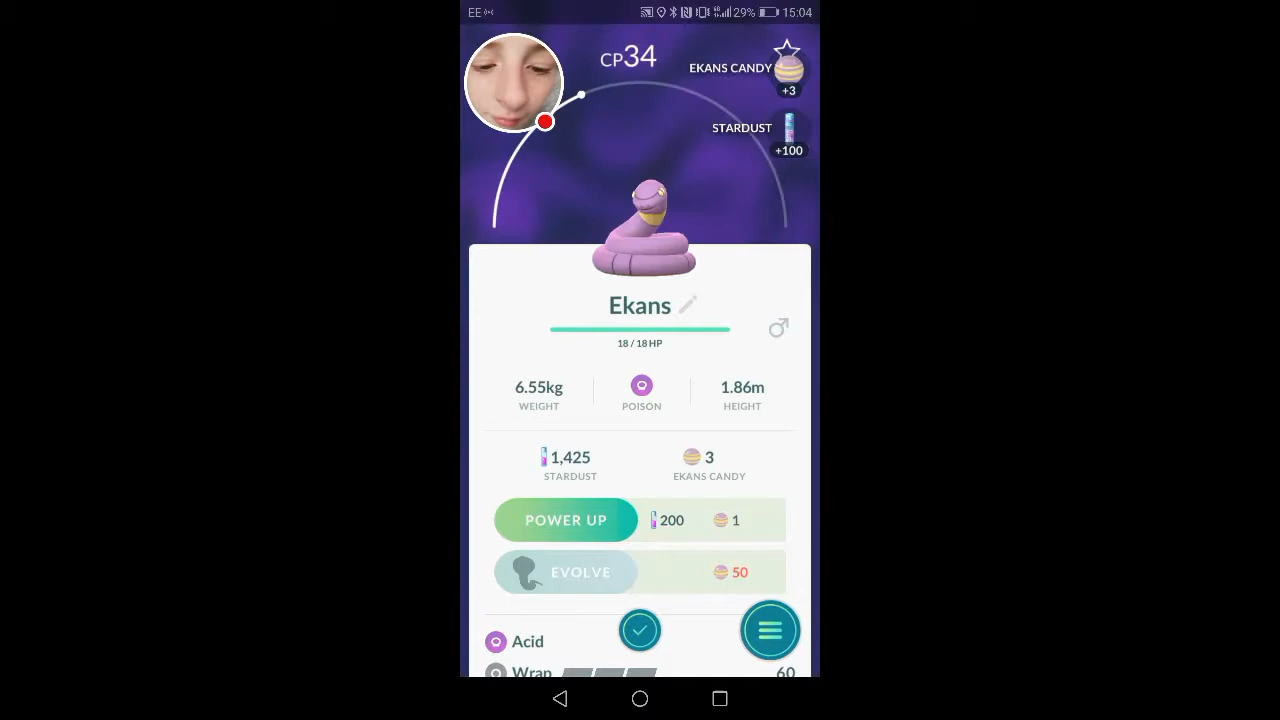 EE 29% 15:04
CP34
EKANS CANDY
+3
STARDUST
+100
Ekans
18 / 18 HP
6.55kg 1.86m
WEIGHT POISON HEIGHT
1,425 3
STARDUST EKANS CANDY
POWER UP 200 1
EVOLVE 50
Acid
Wrap 60